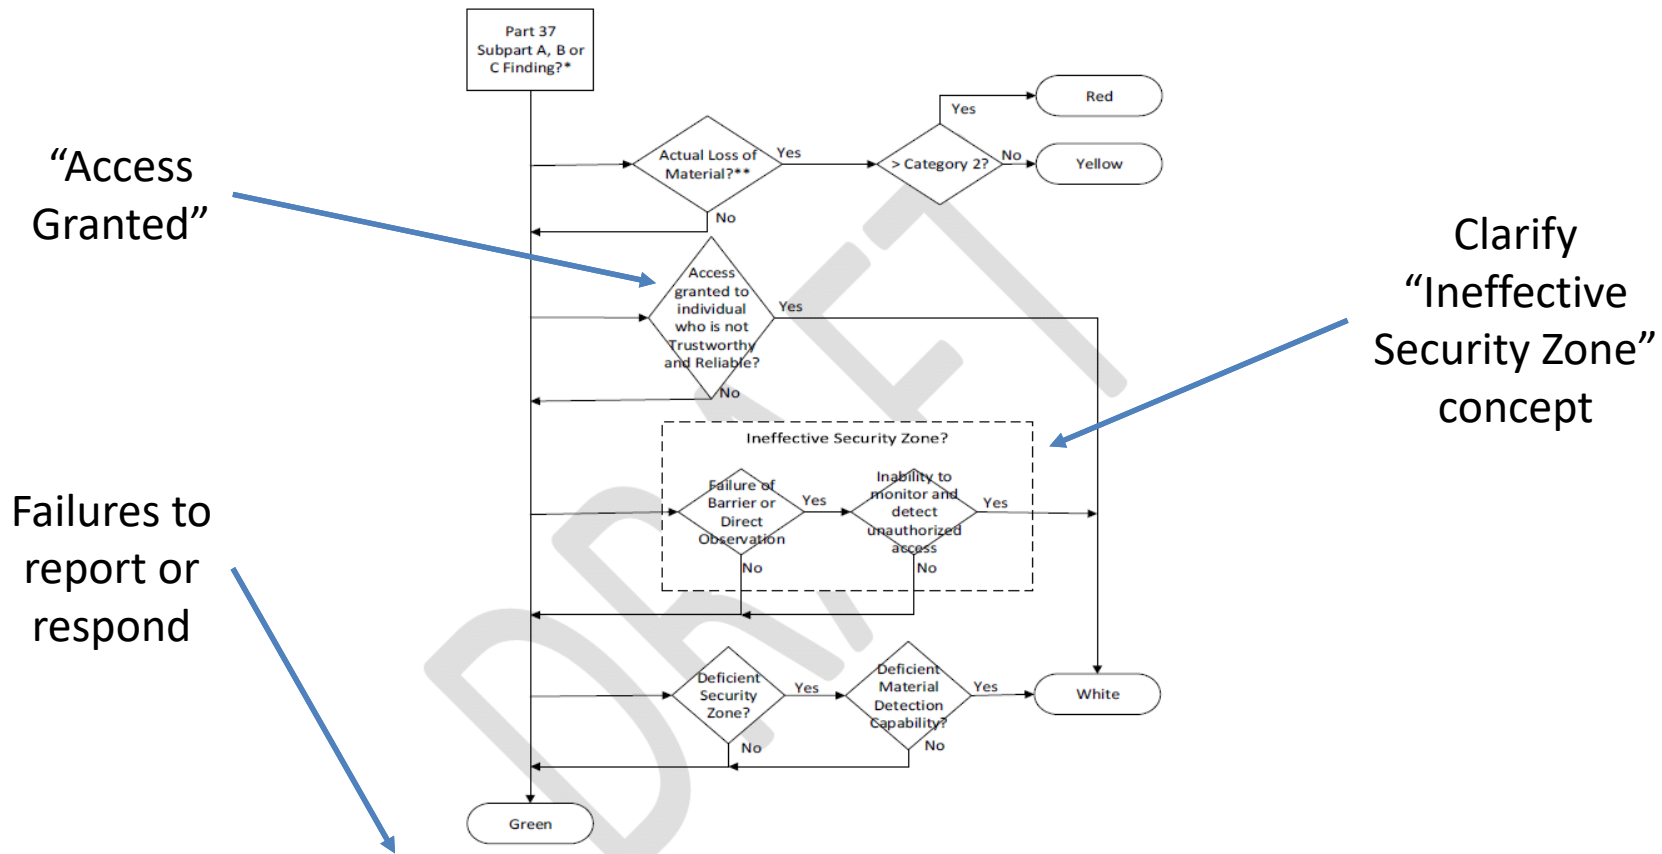 Part 37
Subpart A, B or
C Finding?*
Red
Yes
Actual Loss of
Material?**
Yes
> Category 2?
No
Yellow
No
“Access
Granted”
Access
granted to
individual
who is not
Trustworthy
and Reliable?
Yes
No
Clarify
“Ineffective
Security Zone”
concept
Ineffective Security Zone?
Failure of
Barrier or
Direct
Observation
Yes
Inability to
monitor and
detect
unauthorized
access
Yes
No
No
Failures to
report or
respond
Deficient
Security
Zone?
Yes
Deficient
Material
Detection
Capability?
Yes
White
No
No
Green
DRAFT